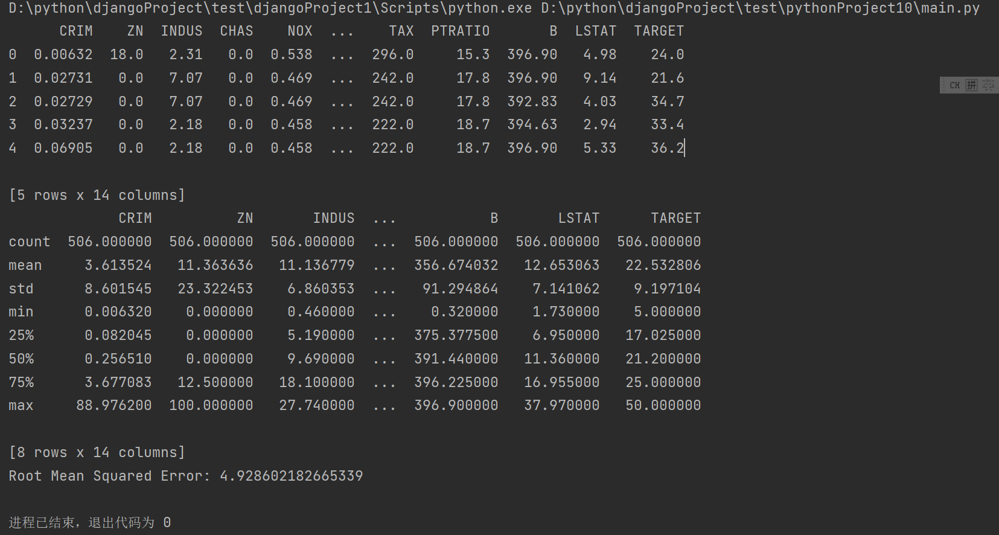 D:\python\djangoProject\test\djangoProject1\Scripts\python.exe D:\python\djangoProject\test\pythonProject10\main.py
      CRIM    ZN  INDUS  CHAS    NOX  ...    TAX  PTRATIO       B  LSTAT  TARGET
0  0.00632  18.0   2.31   0.0  0.538  ...  296.0     15.3  396.90   4.98    24.0
1  0.02731   0.0   7.07   0.0  0.469  ...  242.0     17.8  396.90   9.14    21.6
CH 拼 英
2  0.02729   0.0   7.07   0.0  0.469  ...  242.0     17.8  392.83   4.03    34.7
3  0.03237   0.0   2.18   0.0  0.458  ...  222.0     18.7  394.63   2.94    33.4
4  0.06905   0.0   2.18   0.0  0.458  ...  222.0     18.7  396.90   5.33    36.2
[5 rows x 14 columns]
             CRIM          ZN       INDUS  ...           B       LSTAT      TARGET
count  506.000000  506.000000  506.000000  ...  506.000000  506.000000  506.000000
mean     3.613524   11.363636   11.136779  ...  356.674032   12.653063   22.532806
std      8.601545   23.322453    6.860353  ...   91.294864    7.141062    9.197104
min      0.006320    0.000000    0.460000  ...    0.320000    1.730000    5.000000
25%      0.082045    0.000000    5.190000  ...  375.377500    6.950000   17.025000
50%      0.256510    0.000000    9.690000  ...  391.440000   11.360000   21.200000
75%      3.677083   12.500000   18.100000  ...  396.225000   16.955000   25.000000
max     88.976200  100.000000   27.740000  ...  396.900000   37.970000   50.000000
[8 rows x 14 columns]
Root Mean Squared Error: 4.928602182665339
进程已结束，退出代码为 0